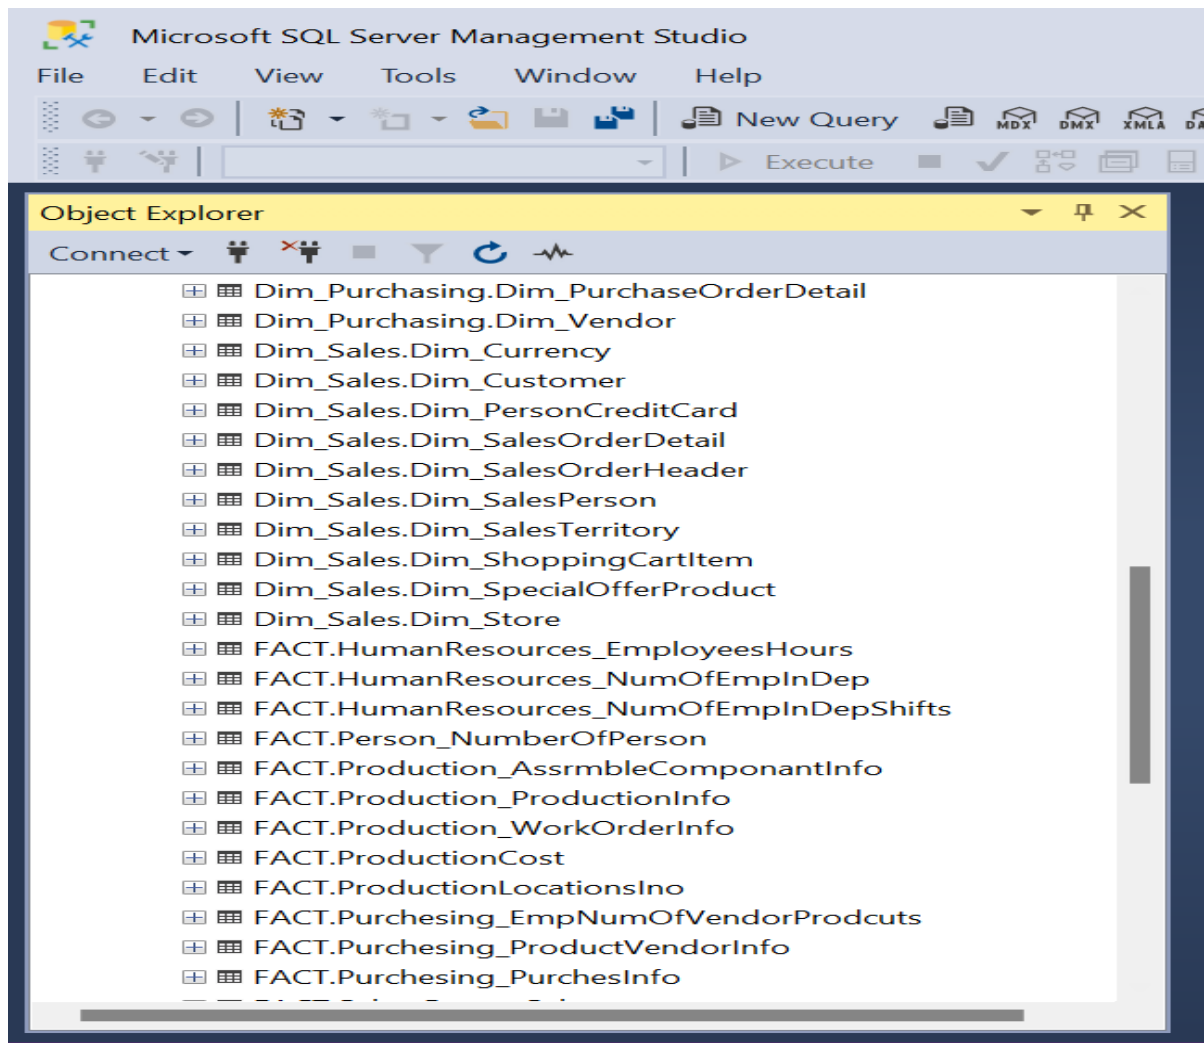 Microsoft SQL Server Management Studio
File Edit View Tools Window Help
New Query MDX DMX XMLA
Execute
Object Explorer
Connect
Dim_Purchasing.Dim_PurchaseOrderDetail
Dim_Purchasing.Dim_Vendor
Dim_Sales.Dim_Currency
Dim_Sales.Dim_Customer
Dim_Sales.Dim_PersonCreditCard
Dim_Sales.Dim_SalesOrderDetail
Dim_Sales.Dim_SalesOrderHeader
Dim_Sales.Dim_SalesPerson
Dim_Sales.Dim_SalesTerritory
Dim_Sales.Dim_ShoppingCartItem
Dim_Sales.Dim_SpecialOfferProduct
Dim_Sales.Dim_Store
FACT.HumanResources_EmployeesHours
FACT.HumanResources_NumOfEmpInDep
FACT.HumanResources_NumOfEmpInDepShifts
FACT.Person_NumberOfPerson
FACT.Production_AssrmbleComponantInfo
FACT.Production_ProductionInfo
FACT.Production_WorkOrderInfo
FACT.ProductionCost
FACT.ProductionLocationsIno
FACT.Purchesing_EmpNumOfVendorProdcuts
FACT.Purchesing_ProductVendorInfo
FACT.Purchesing_PurchesInfo